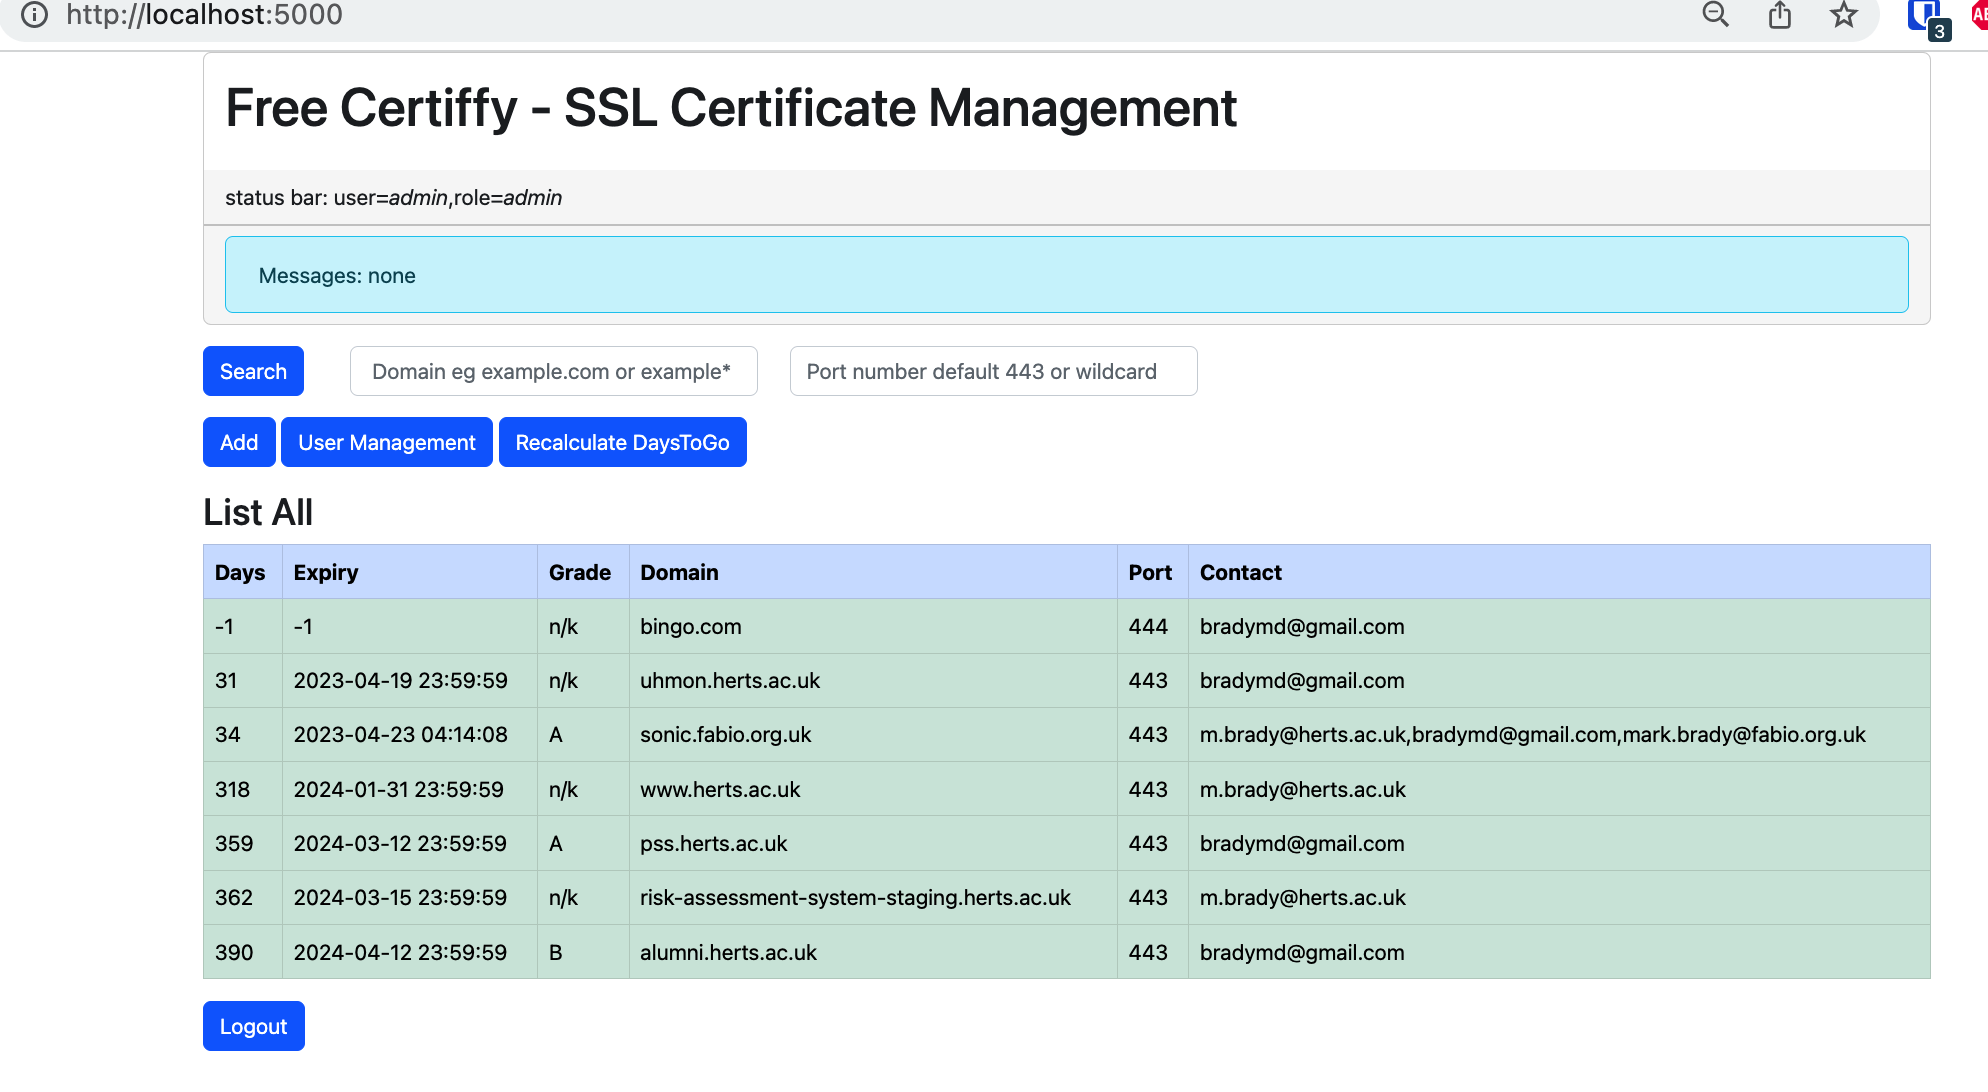 http://localhost:5000
3
Free Certiffy - SSL Certificate Management
status bar: user=admin,role=admin
Messages: none
Search Domain eg example.com or example* Port number default 443 or wildcard
Add User Management Recalculate DaysToGo
List All
Days Expiry Grade Domain Port Contact
-1 -1 n/k bingo.com 444 bradymd@gmail.com
31 2023-04-19 23:59:59 n/k uhmon.herts.ac.uk 443 bradymd@gmail.com
34 2023-04-23 04:14:08 A sonic.fabio.org.uk 443 m.brady@herts.ac.uk,bradymd@gmail.com,mark.brady@fabio.org.uk
318 2024-01-31 23:59:59 n/k www.herts.ac.uk 443 m.brady@herts.ac.uk
359 2024-03-12 23:59:59 A pss.herts.ac.uk 443 bradymd@gmail.com
362 2024-03-15 23:59:59 n/k risk-assessment-system-staging.herts.ac.uk 443 m.brady@herts.ac.uk
390 2024-04-12 23:59:59 B alumni.herts.ac.uk 443 bradymd@gmail.com
Logout